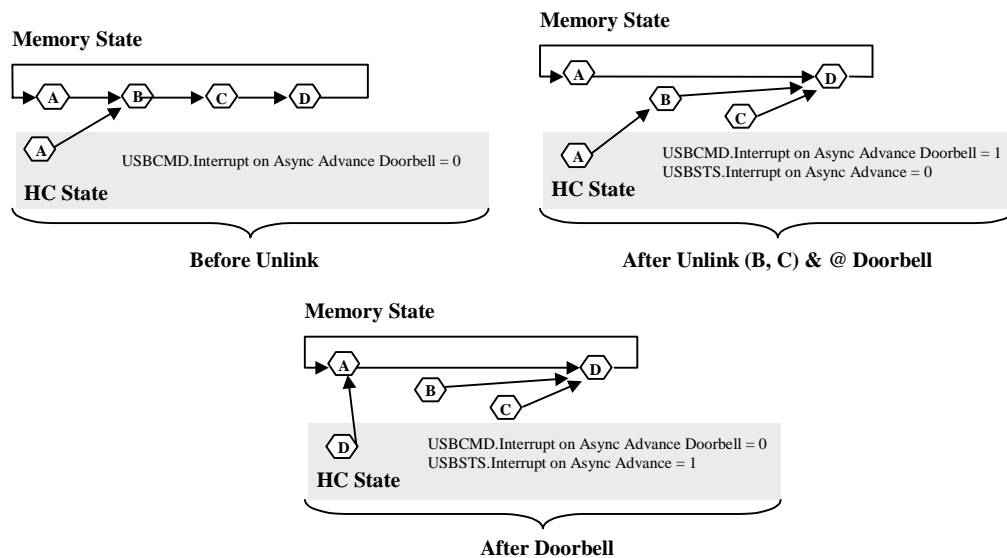 Memory State
A
B
C
D
A
USBCMD.Interrupt on Async Advance Doorbell = 0
HC State
Before Unlink
Memory State
A
D
B
C
A
USBCMD.Interrupt on Async Advance Doorbell = 1
USBSTS.Interrupt on Async Advance = 0
HC State
After Unlink (B, C) & @ Doorbell
Memory State
A
D
B
C
D
USBCMD.Interrupt on Async Advance Doorbell = 0
USBSTS.Interrupt on Async Advance = 1
HC State
After Doorbell